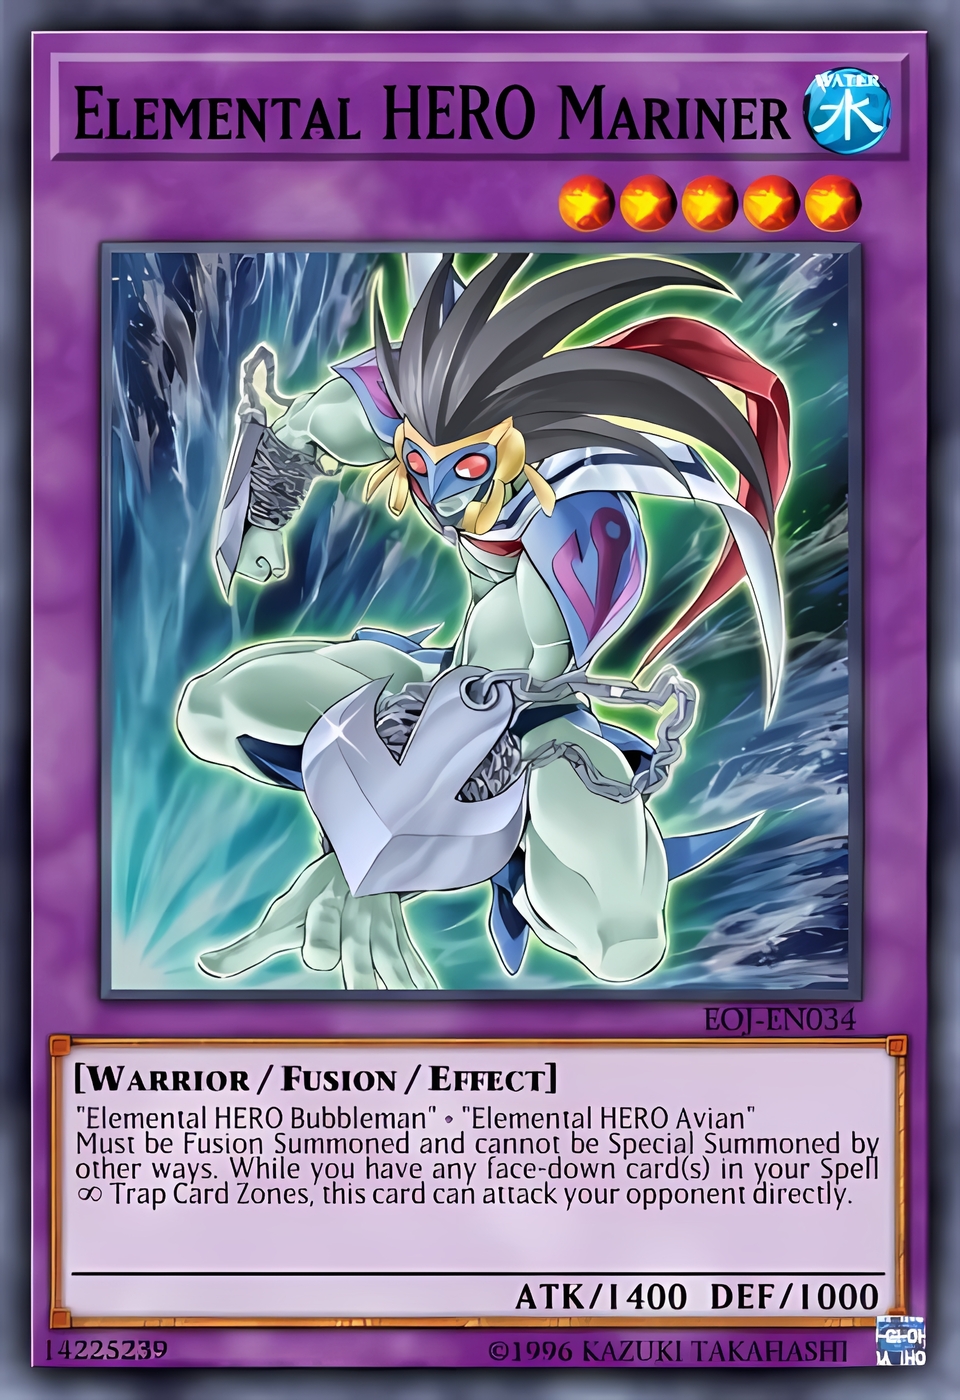 Elemental HERO Mariner
WATER
水
EOJ-EN034
[Warrior / Fusion / Effect]
"Elemental HERO Bubbleman" • "Elemental HERO Avian"
Must be Fusion Summoned and cannot be Special Summoned by
other ways. While you have any face-down card(s) in your Spell
∞ Trap Card Zones, this card can attack your opponent directly.
ATK/1400 DEF/1000
14225239
©1996 KAZUKI TAKAHASHI